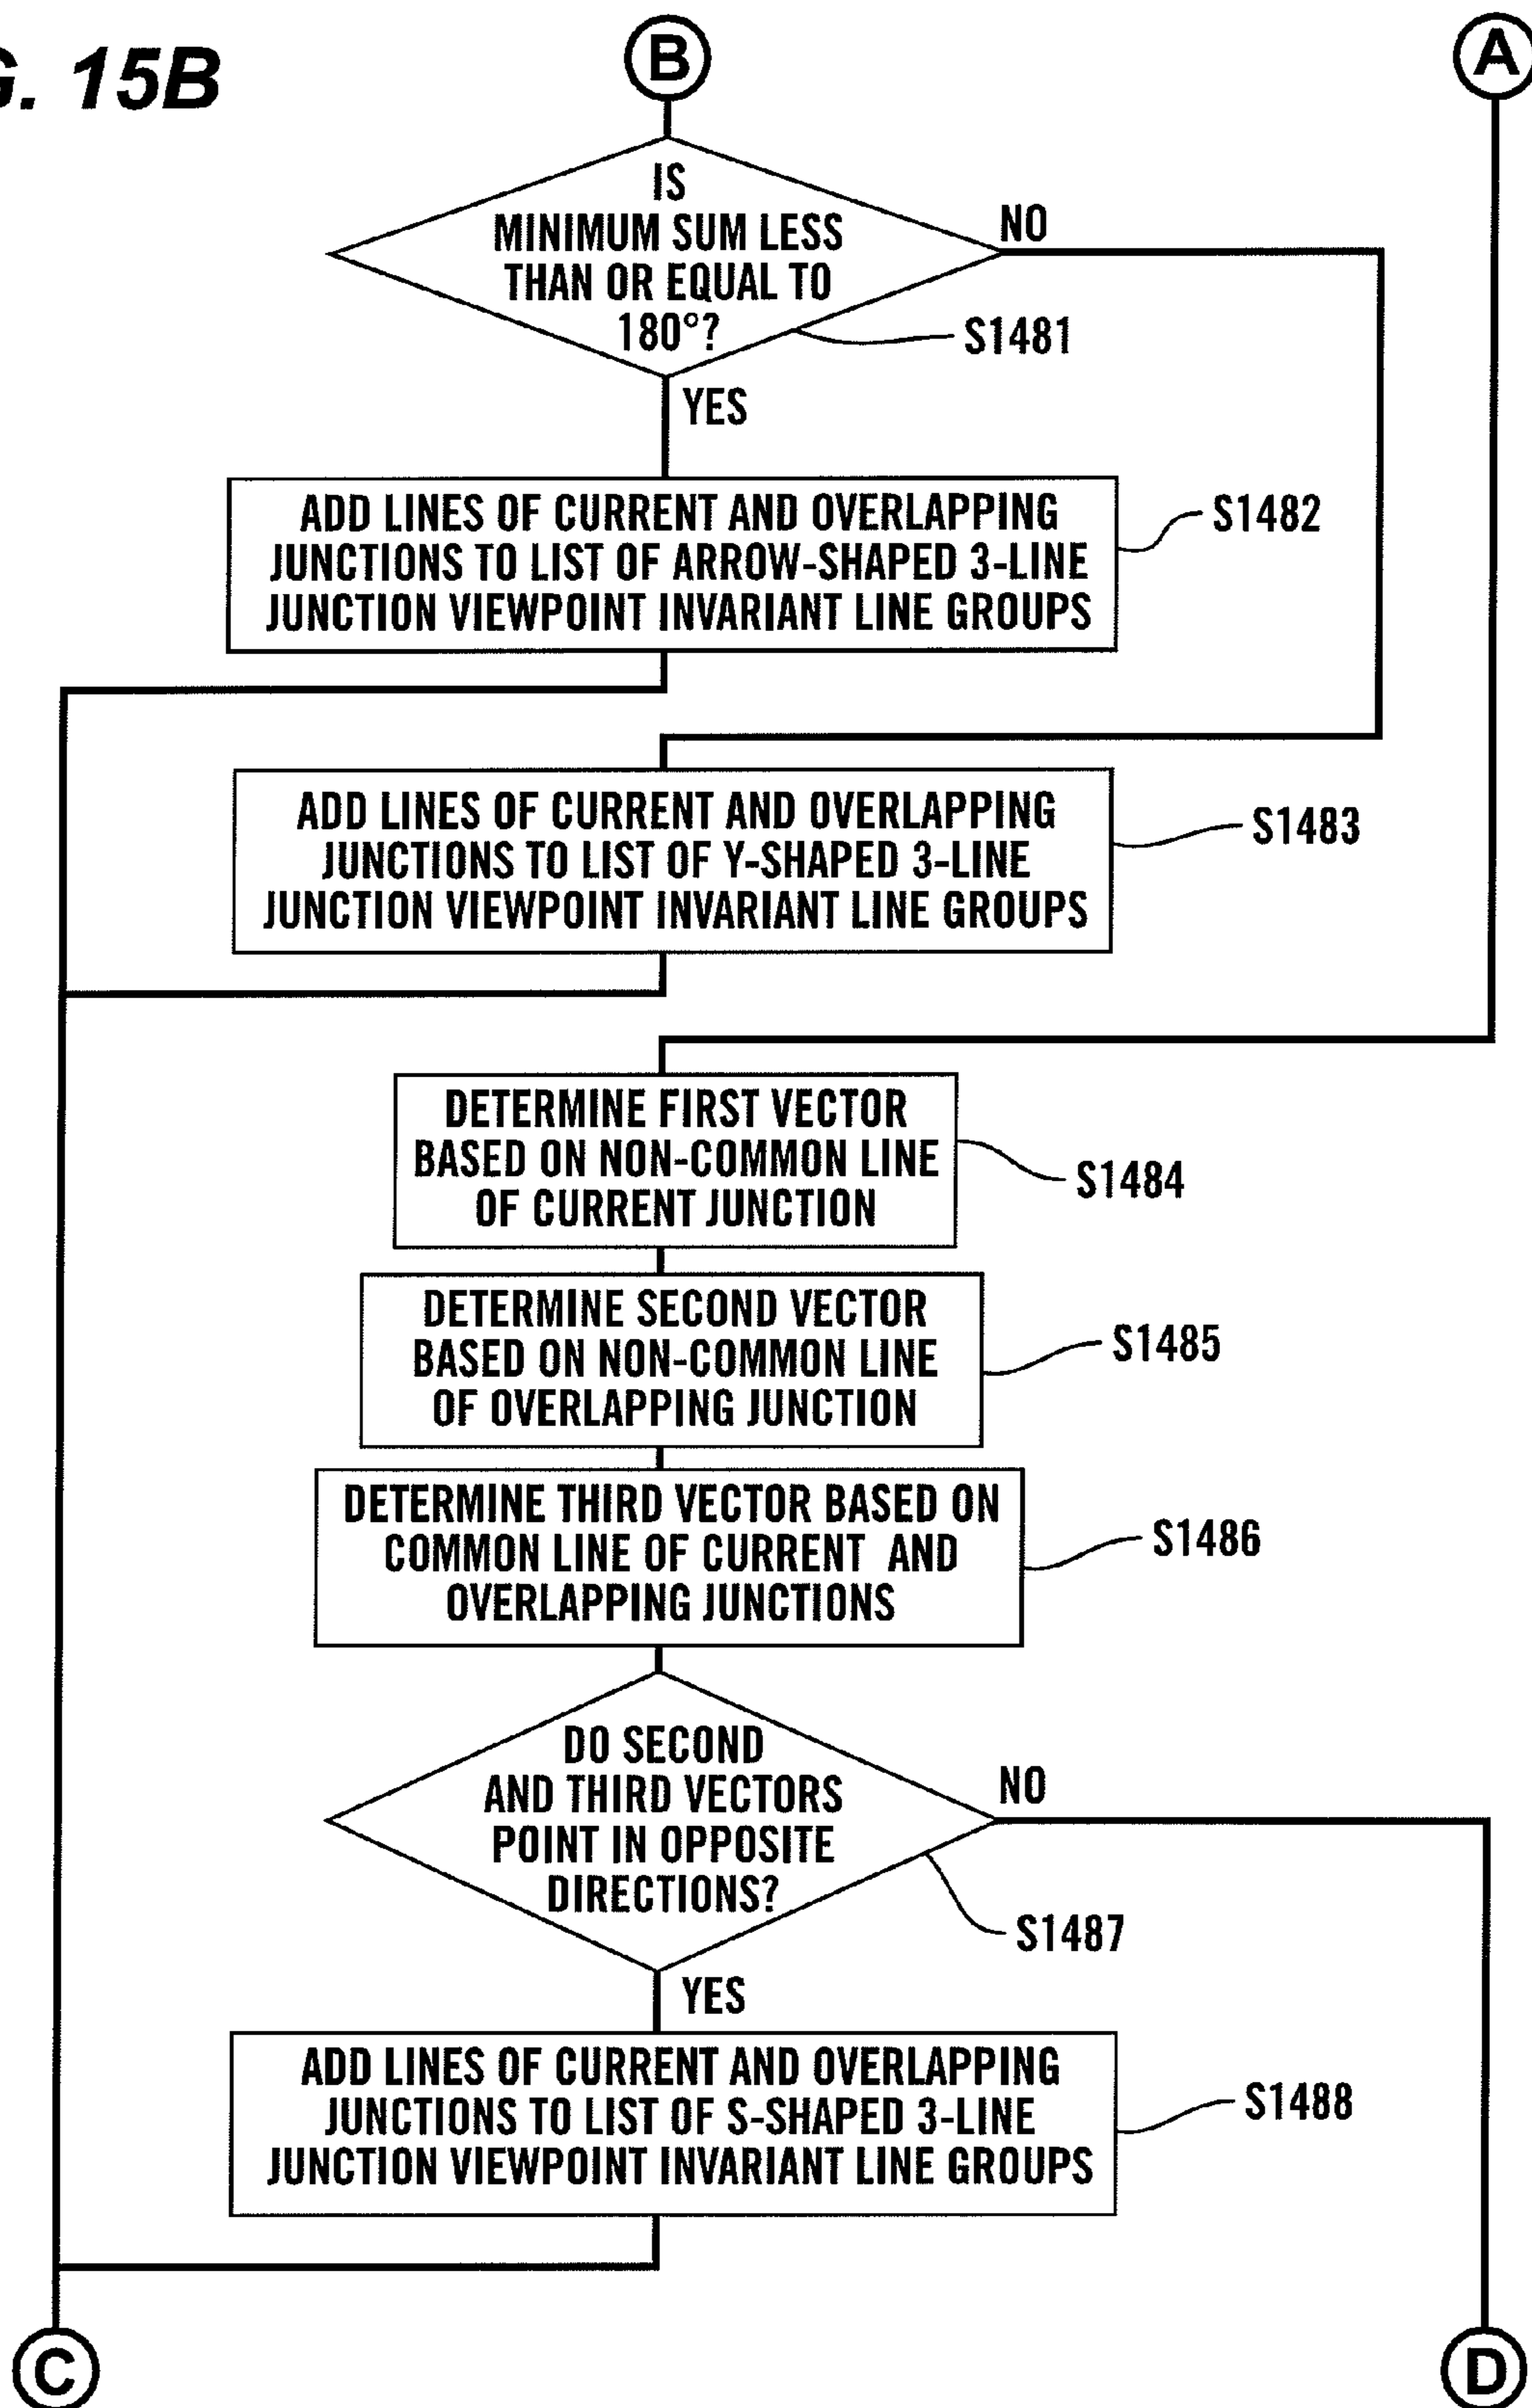 G. 15B
B
A
IS
MINIMUM SUM LESS
THAN OR EQUAL TO
180°?
NO
S1481
YES
ADD LINES OF CURRENT AND OVERLAPPING
JUNCTIONS TO LIST OF ARROW-SHAPED 3-LINE
JUNCTION VIEWPOINT INVARIANT LINE GROUPS
S1482
ADD LINES OF CURRENT AND OVERLAPPING
JUNCTIONS TO LIST OF Y-SHAPED 3-LINE
JUNCTION VIEWPOINT INVARIANT LINE GROUPS
S1483
DETERMINE FIRST VECTOR
BASED ON NON-COMMON LINE
OF CURRENT JUNCTION
S1484
DETERMINE SECOND VECTOR
BASED ON NON-COMMON LINE
OF OVERLAPPING JUNCTION
S1485
DETERMINE THIRD VECTOR BASED ON
COMMON LINE OF CURRENT AND
OVERLAPPING JUNCTIONS
S1486
DO SECOND
AND THIRD VECTORS
POINT IN OPPOSITE
DIRECTIONS?
NO
S1487
YES
ADD LINES OF CURRENT AND OVERLAPPING
JUNCTIONS TO LIST OF S-SHAPED 3-LINE
JUNCTION VIEWPOINT INVARIANT LINE GROUPS
S1488
C
D